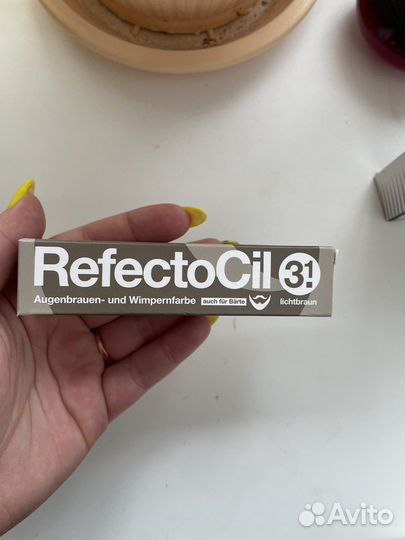 RefectoCil 3.1
Augenbrauen- und Wimpernfarbe auch für Bärte lichtbraun
Avito